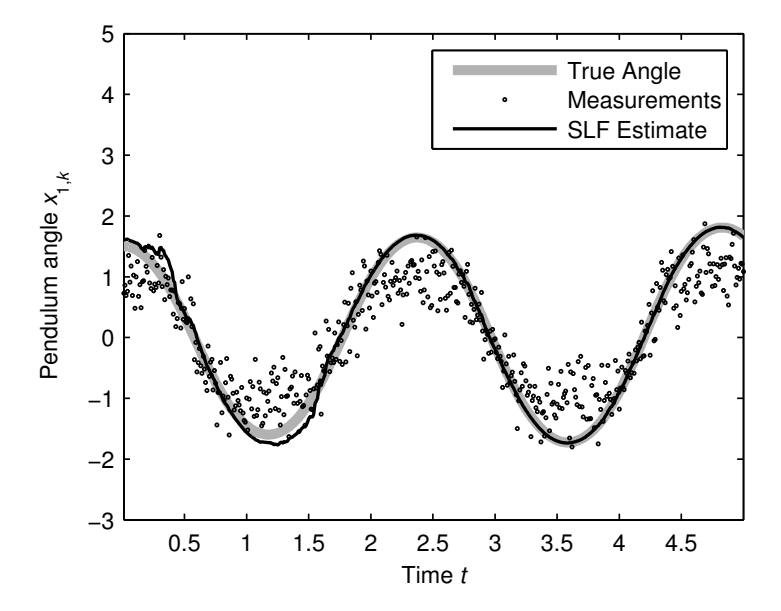 5
4
3
2
1
0
−1
−2
−3
Pendulum angle x1,k
True Angle
Measurements
SLF Estimate
0.5 1 1.5 2 2.5 3 3.5 4 4.5
Time t